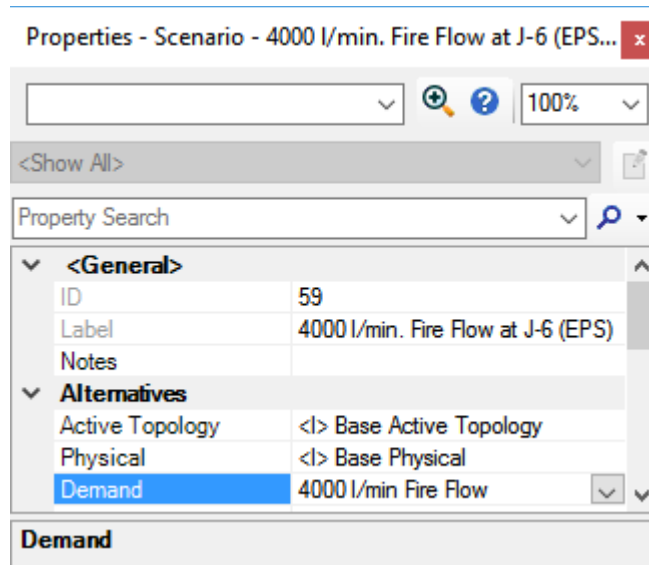 Properties - Scenario - 4000 l/min. Fire Flow at J-6 (EPS... x
100%
<Show All>
Property Search
<General>
ID 59
Label 4000 l/min. Fire Flow at J-6 (EPS)
Notes
Alternatives
Active Topology <I> Base Active Topology
Physical <I> Base Physical
Demand 4000 l/min Fire Flow
Demand